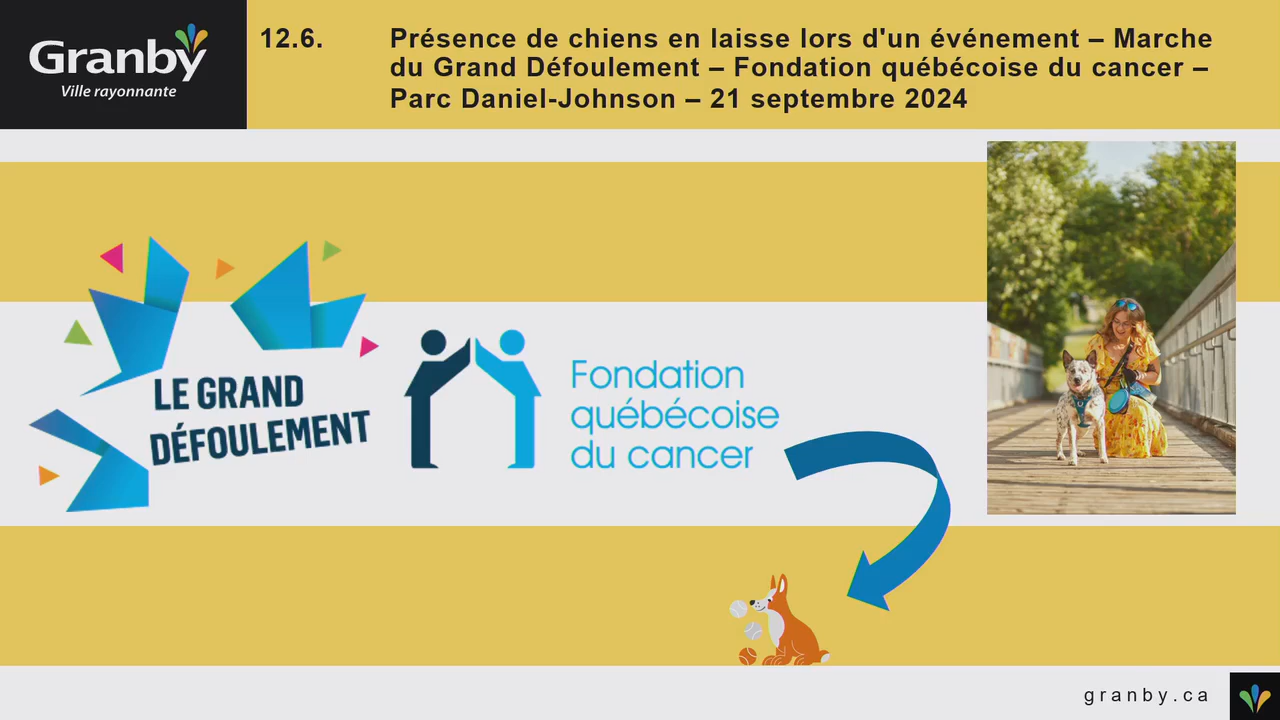 Granby
Ville rayonnante
12.6.
Présence de chiens en laisse lors d'un événement – Marche
du Grand Défoulement – Fondation québécoise du cancer –
Parc Daniel-Johnson – 21 septembre 2024
LE GRAND
DÉFOULEMENT
Fondation
québécoise
du cancer
granby.ca